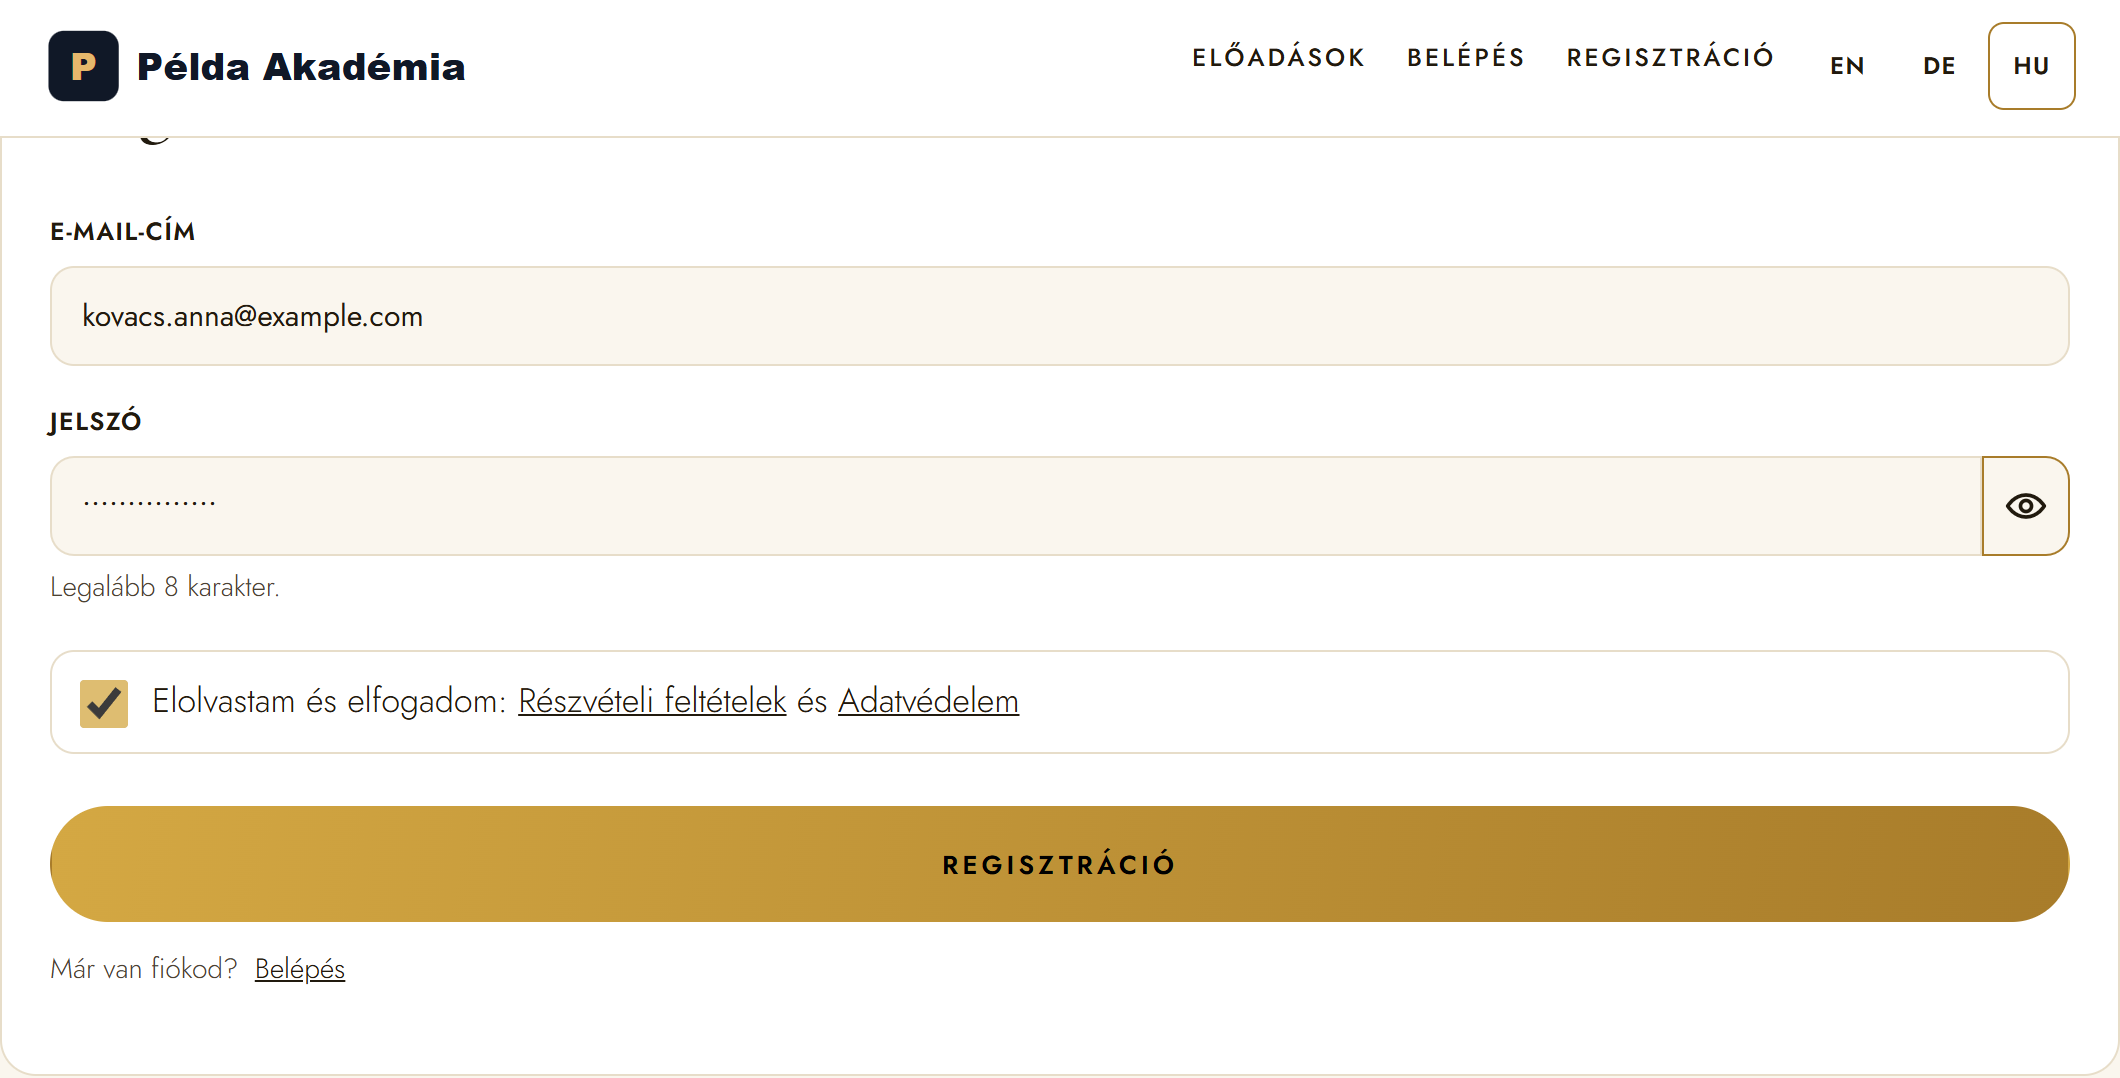 P Példa Akadémia
ELŐADÁSOK BELÉPÉS REGISZTRÁCIÓ EN DE HU
E-MAIL-CÍM
kovacs.anna@example.com
JELSZÓ
···············
Legalább 8 karakter.
Elolvastam és elfogadom: Részvételi feltételek és Adatvédelem
REGISZTRÁCIÓ
Már van fiókod? Belépés